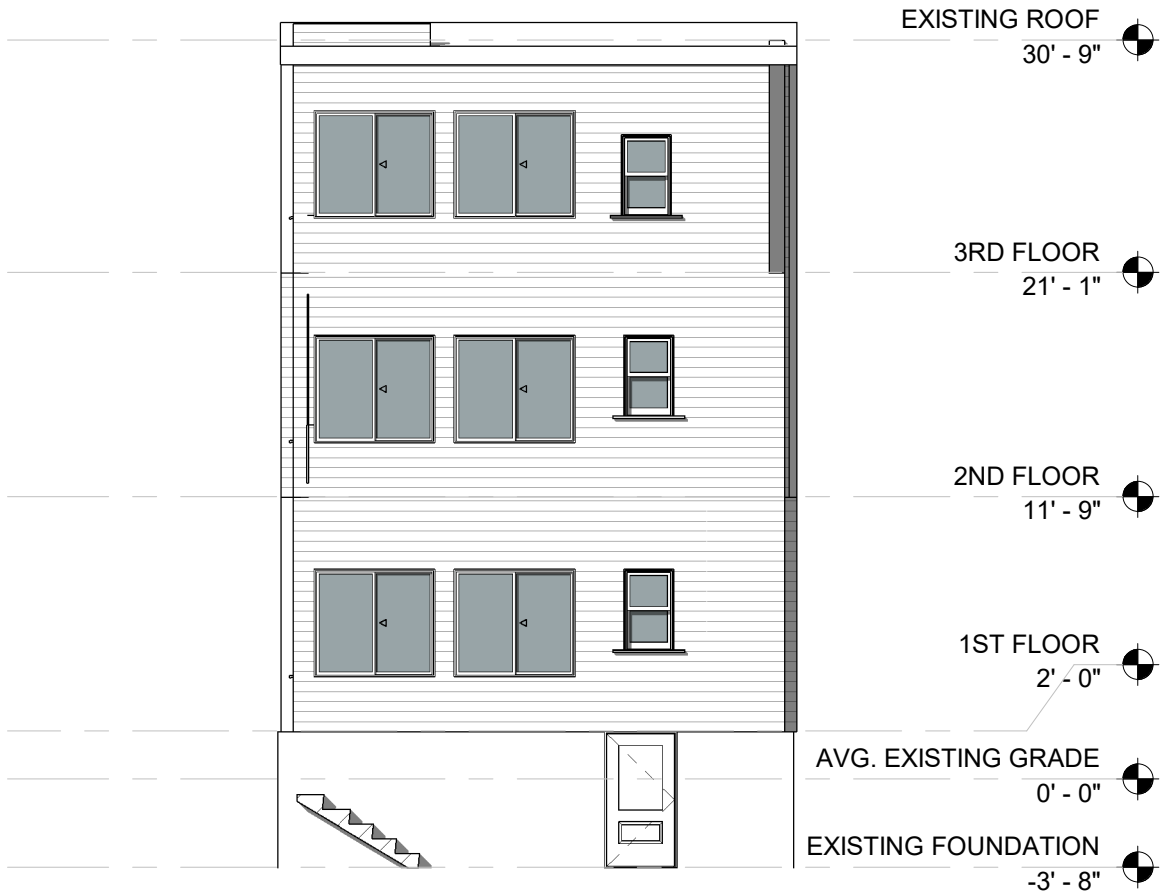 EXISTING ROOF
30' - 9"
3RD FLOOR
21' - 1"
2ND FLOOR
11' - 9"
1ST FLOOR
2' - 0"
AVG. EXISTING GRADE
0' - 0"
EXISTING FOUNDATION
-3' - 8"